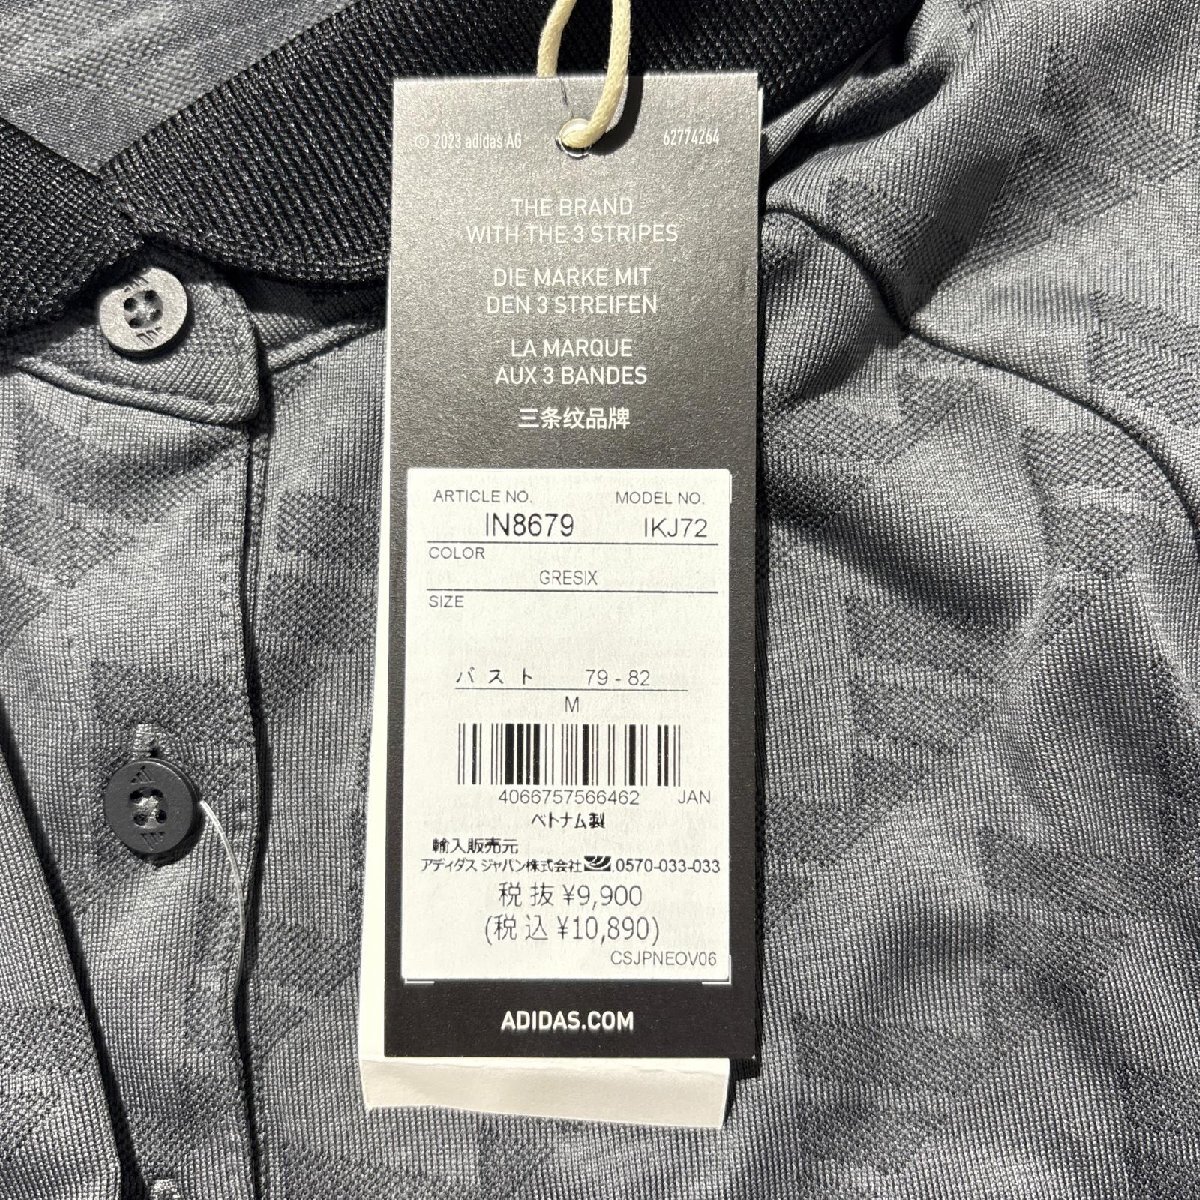 © 2023 adidas AG 62774264
THE BRAND
WITH THE 3 STRIPES
DIE MARKE MIT
DEN 3 STREIFEN
LA MARQUE
AUX 3 BANDES
三条纹品牌
ARTICLE NO. MODEL NO.
IN8679 IKJ72
COLOR
GRESIX
SIZE
バスト 79 - 82
M
4066757566462 JAN
ベトナム製
輸入販売元
アディダス ジャパン株式会社 0570-033-033
税抜 ¥9,900
(税込 ¥10,890)
CSJPNEOV06
ADIDAS.COM